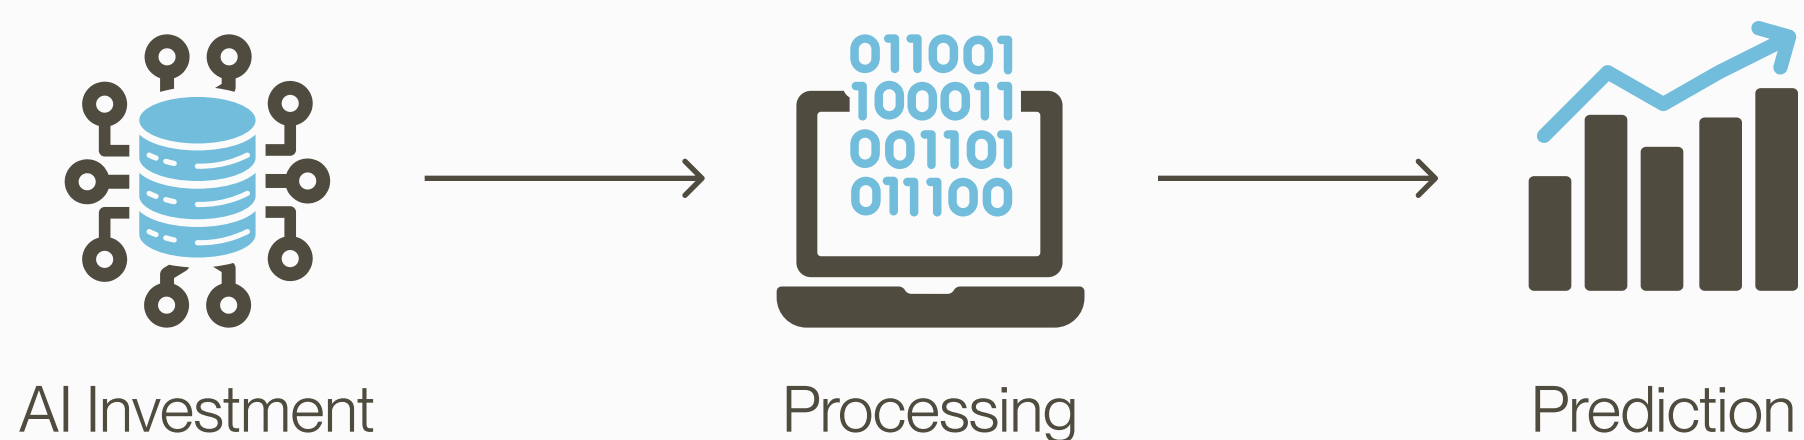 011001
100011
001101
011100
AI Investment
Processing
Prediction